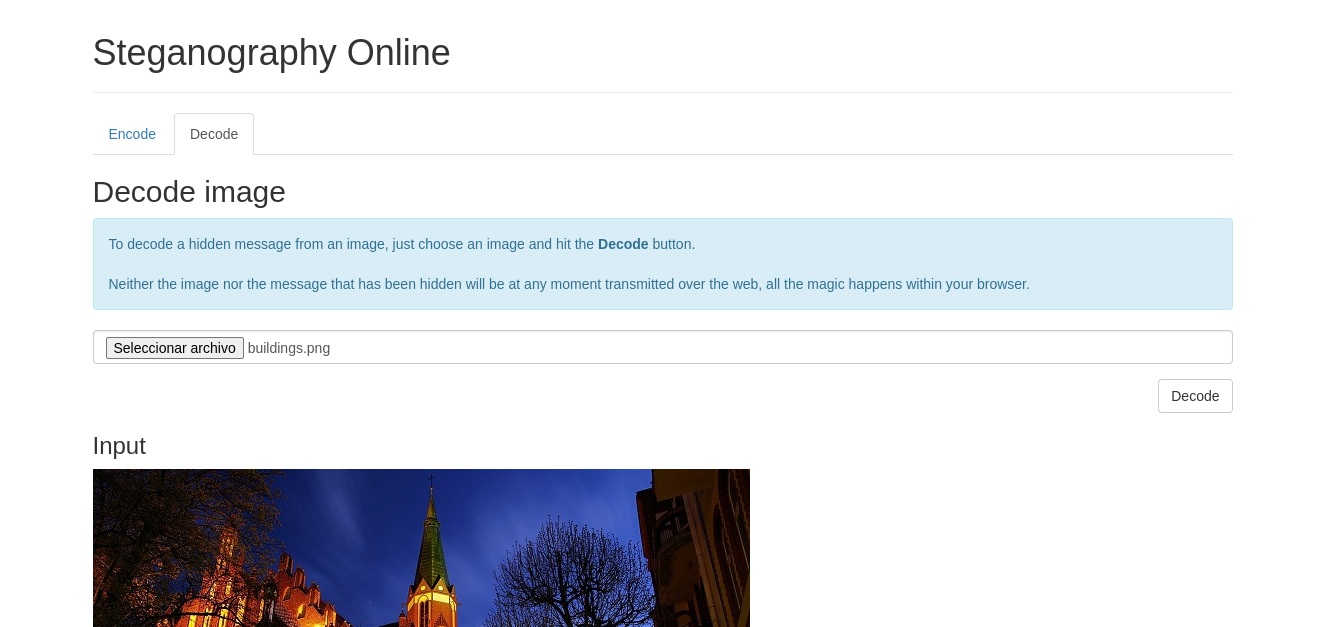 Steganography Online
Encode
Decode
Decode image
To decode a hidden message from an image, just choose an image and hit the Decode button.
Neither the image nor the message that has been hidden will be at any moment transmitted over the web, all the magic happens within your browser.
Seleccionar archivo buildings.png
Decode
Input